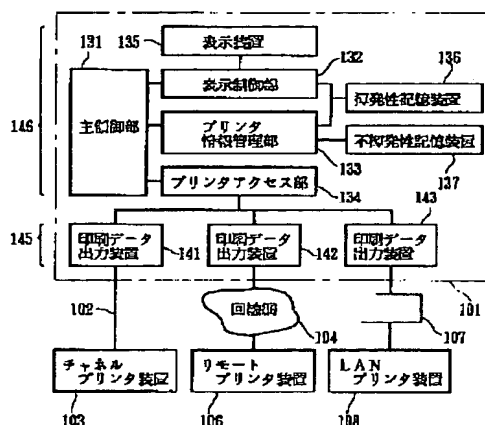 131
135
表示装置
132
表示制御部
136
揮発性記憶装置
146
主制御部
プリンタ
情報管理部
133
不揮発性記憶装置
137
プリンタアクセス部
134
143
145
印刷データ
出力装置
141
印刷データ
出力装置
142
印刷データ
出力装置
101
102
回線網
104
107
チャネル
プリンタ装置
103
リモート
プリンタ装置
106
LAN
プリンタ装置
108